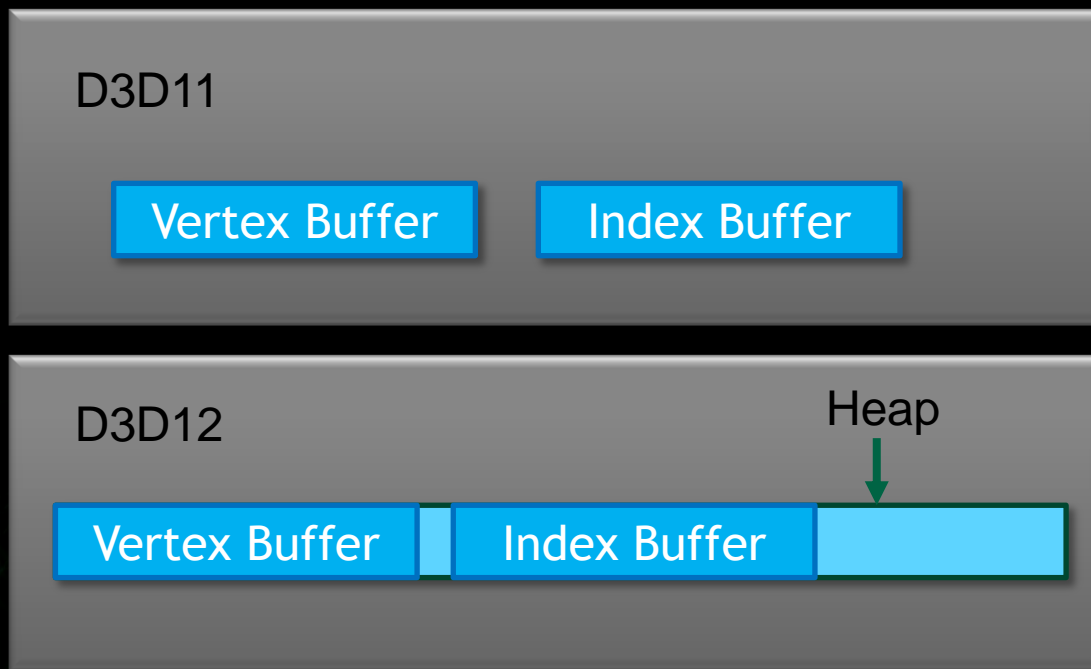 D3D11
Vertex Buffer Index Buffer
D3D12
Heap
Vertex Buffer Index Buffer